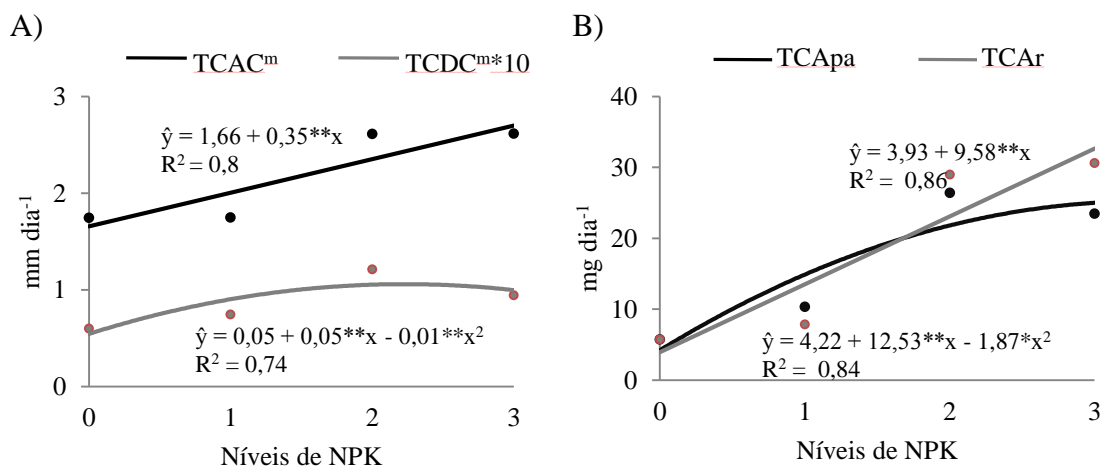 A)
TCACᵐ TCDCᵐ*10
3
2
1
0
mm dia⁻¹
ŷ = 1,66 + 0,35**x
R² = 0,8
ŷ = 0,05 + 0,05**x - 0,01**x²
R² = 0,74
0 1 2 3
Níveis de NPK
B)
TCApa TCAr
40
30
20
10
0
mg dia⁻¹
ŷ = 3,93 + 9,58**x
R² = 0,86
ŷ = 4,22 + 12,53**x - 1,87*x²
R² = 0,84
0 1 2 3
Níveis de NPK